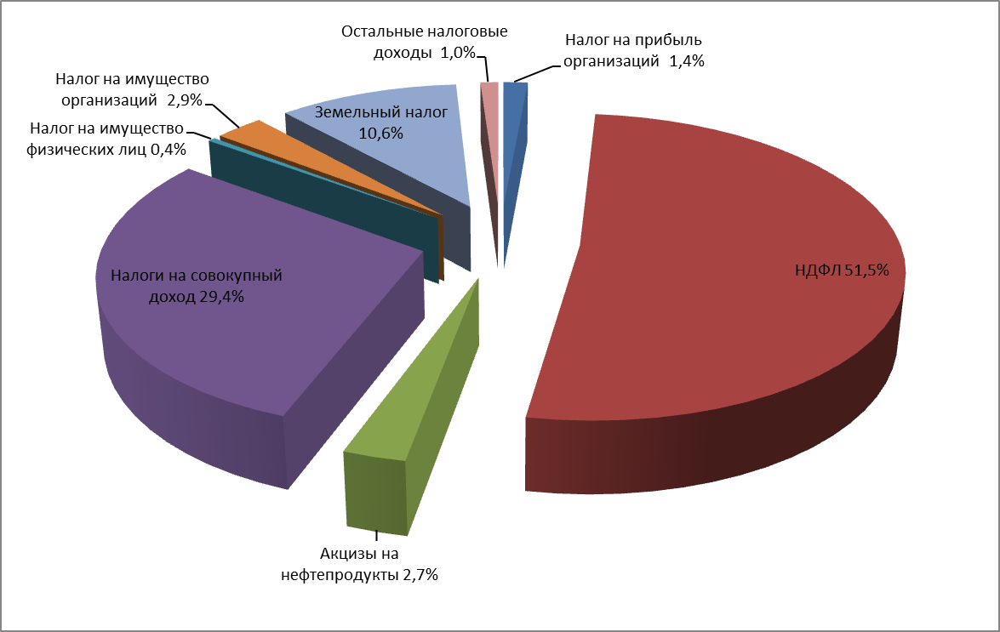 Остальные налоговые
доходы 1,0%
Налог на прибыль
организаций 1,4%
Налог на имущество
организаций 2,9%
Земельный налог
10,6%
Налог на имущество
физических лиц 0,4%
Налоги на совокупный
доход 29,4%
НДФЛ 51,5%
Акцизы на
нефтепродукты 2,7%